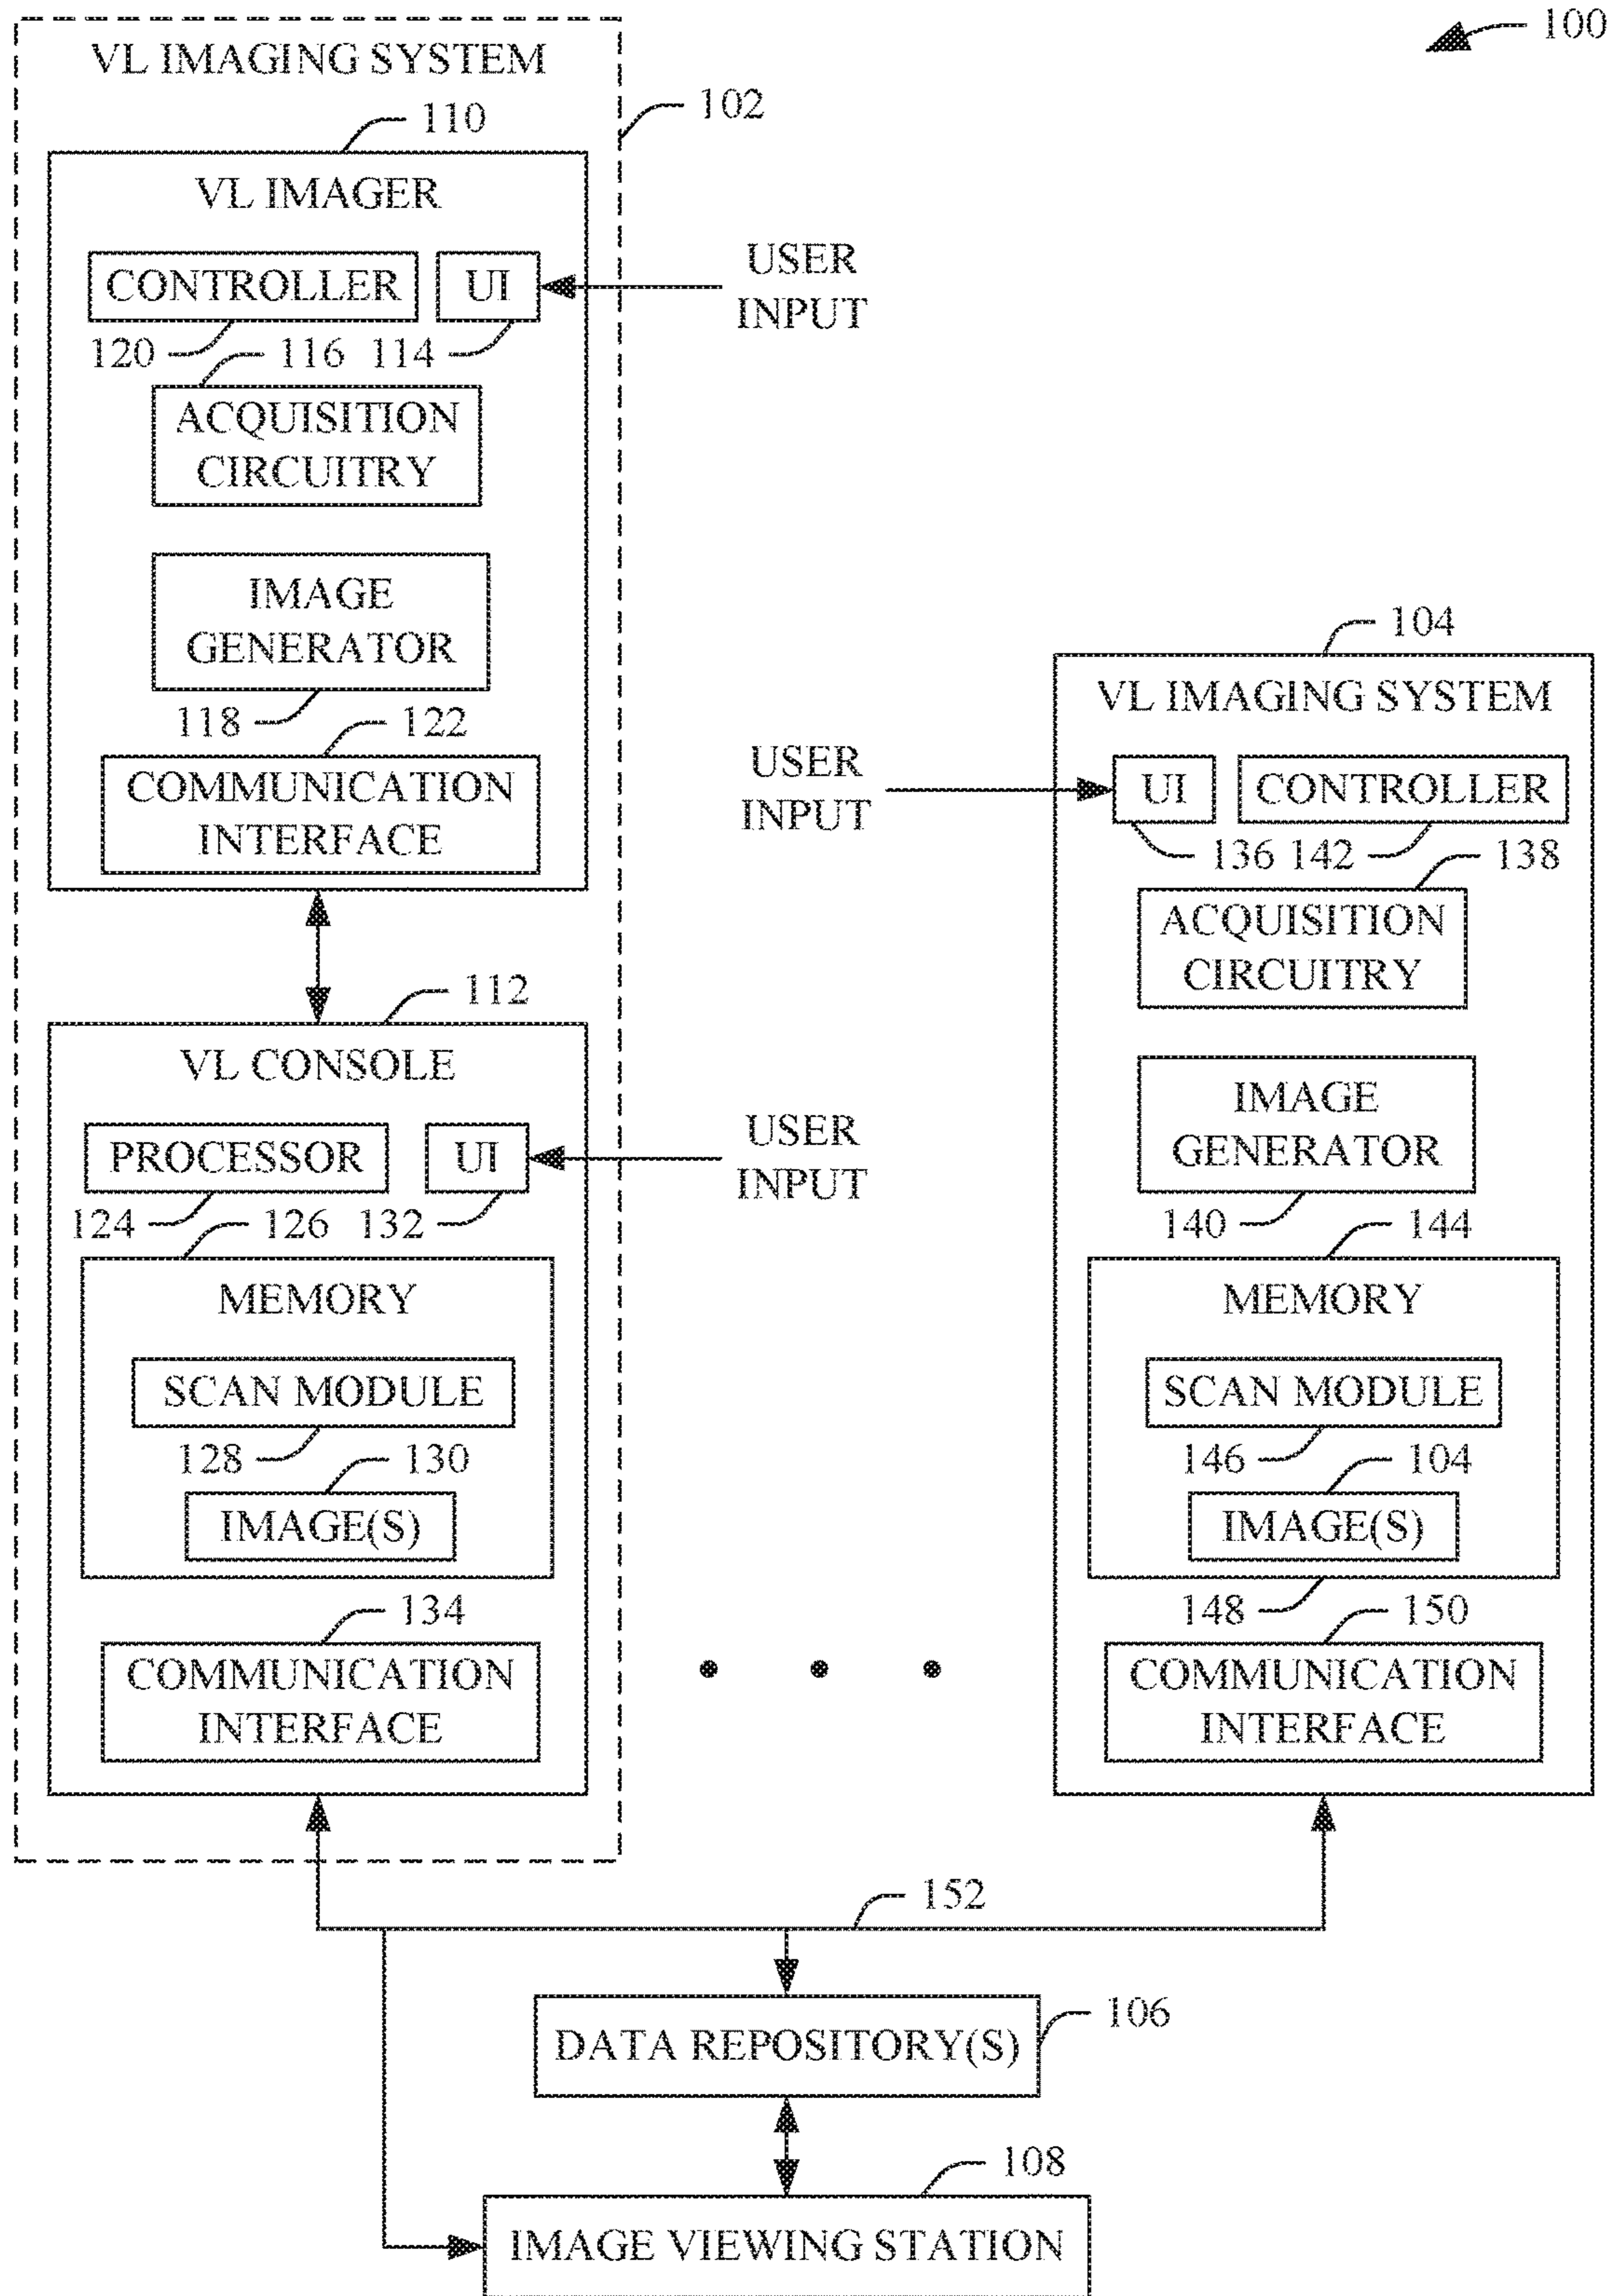 100
VL IMAGING SYSTEM
102
110
VL IMAGER
CONTROLLER
UI
USER
INPUT
120
116
114
ACQUISITION
CIRCUITRY
IMAGE
GENERATOR
118
122
COMMUNICATION
INTERFACE
112
VL CONSOLE
PROCESSOR
UI
USER
INPUT
124
126
132
MEMORY
SCAN MODULE
128
130
IMAGE(S)
134
COMMUNICATION
INTERFACE
104
VL IMAGING SYSTEM
USER
INPUT
UI
CONTROLLER
136
142
138
ACQUISITION
CIRCUITRY
IMAGE
GENERATOR
140
144
MEMORY
SCAN MODULE
146
104
IMAGE(S)
148
150
COMMUNICATION
INTERFACE
152
106
DATA REPOSITORY(S)
108
IMAGE VIEWING STATION